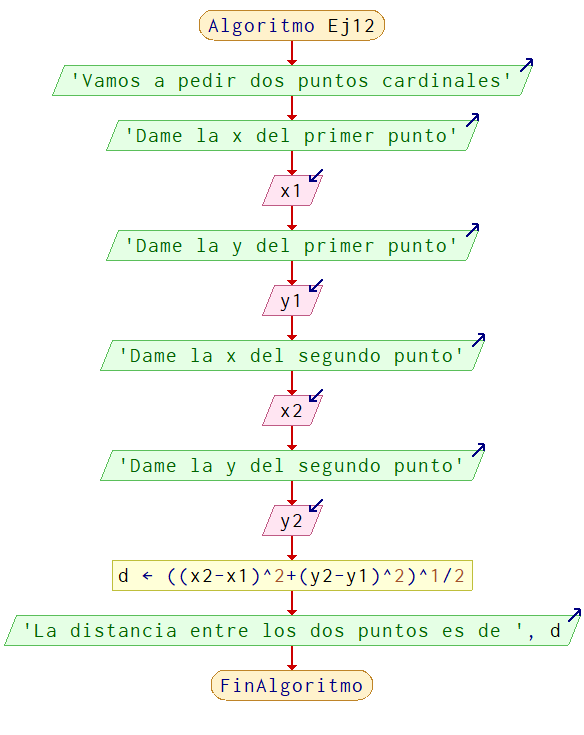 Algoritmo Ej12
'Vamos a pedir dos puntos cardinales'
'Dame la x del primer punto'
x1
'Dame la y del primer punto'
y1
'Dame la x del segundo punto'
x2
'Dame la y del segundo punto'
y2
d ← ((x2-x1)^2+(y2-y1)^2)^1/2
'La distancia entre los dos puntos es de ', d
FinAlgoritmo